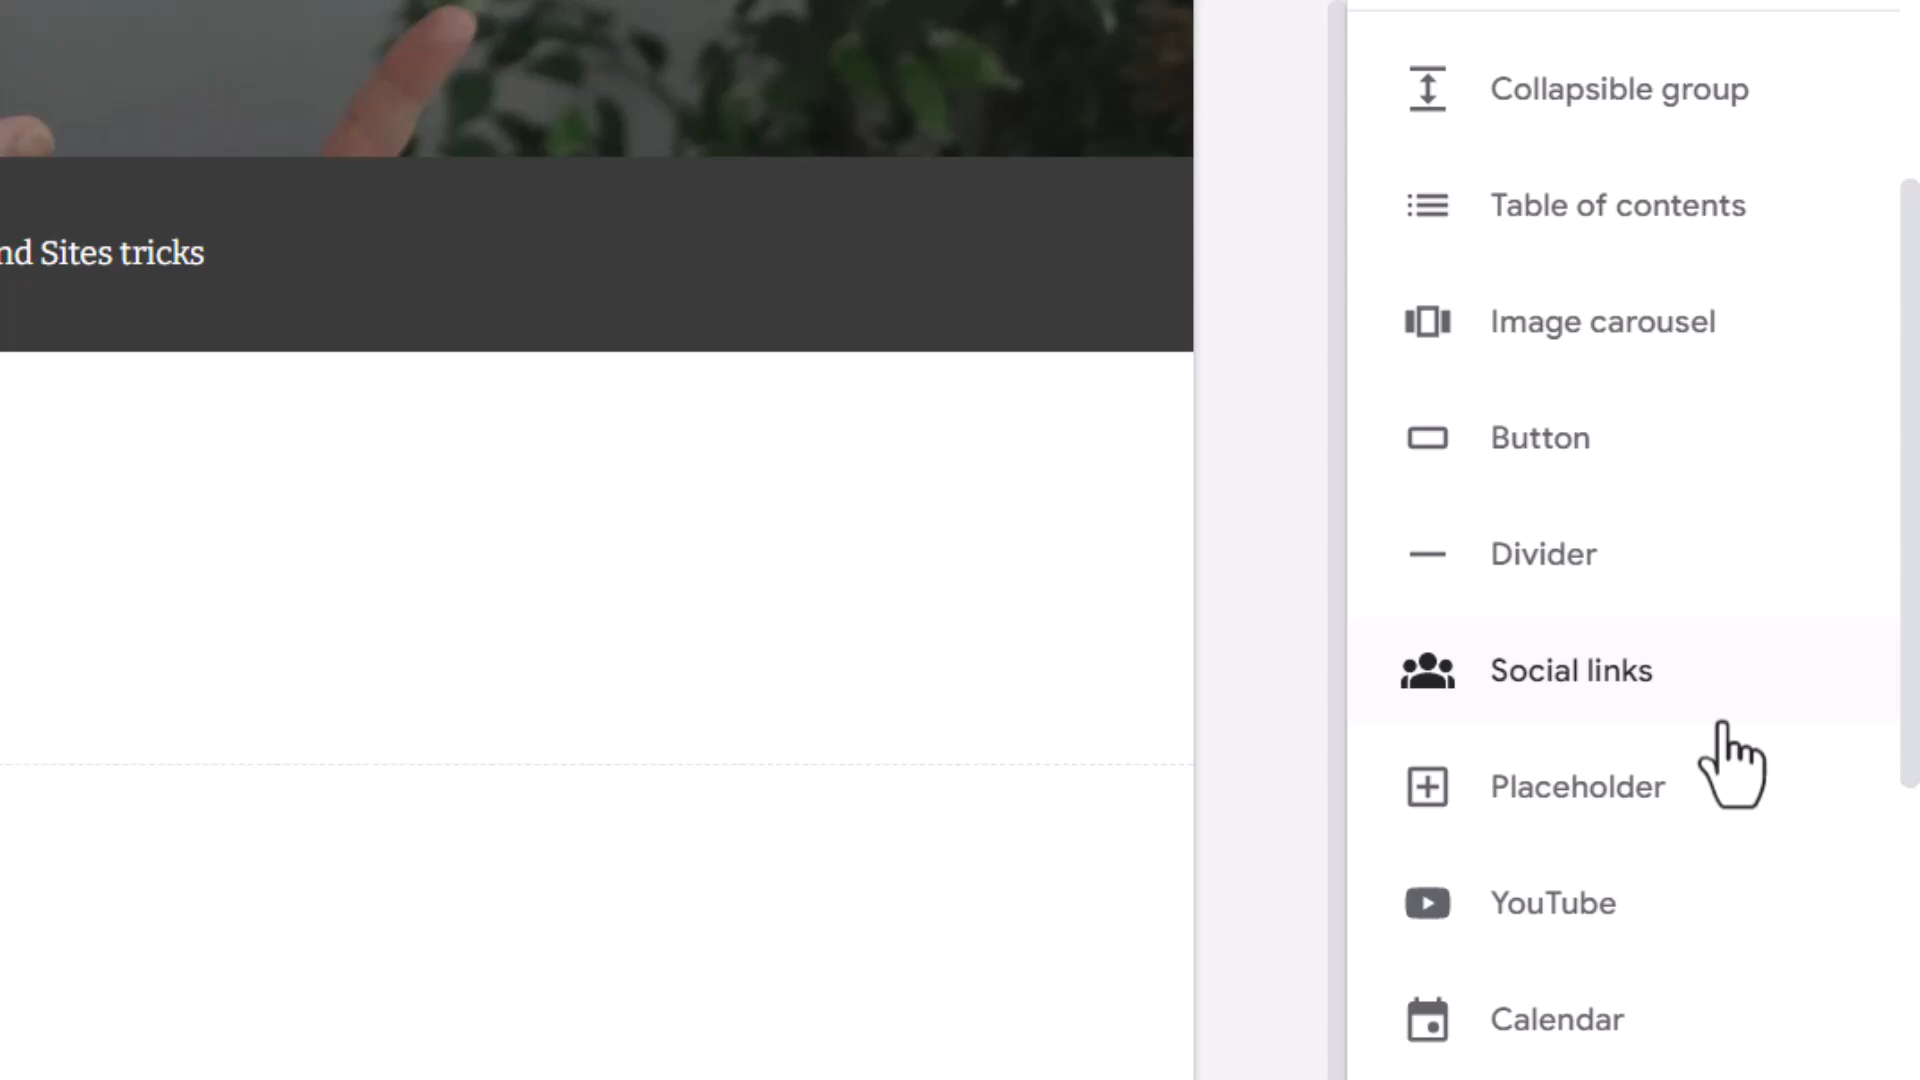 nd Sites tricks
Collapsible group
Table of contents
Image carousel
Button
Divider
Social links
Placeholder
YouTube
Calendar